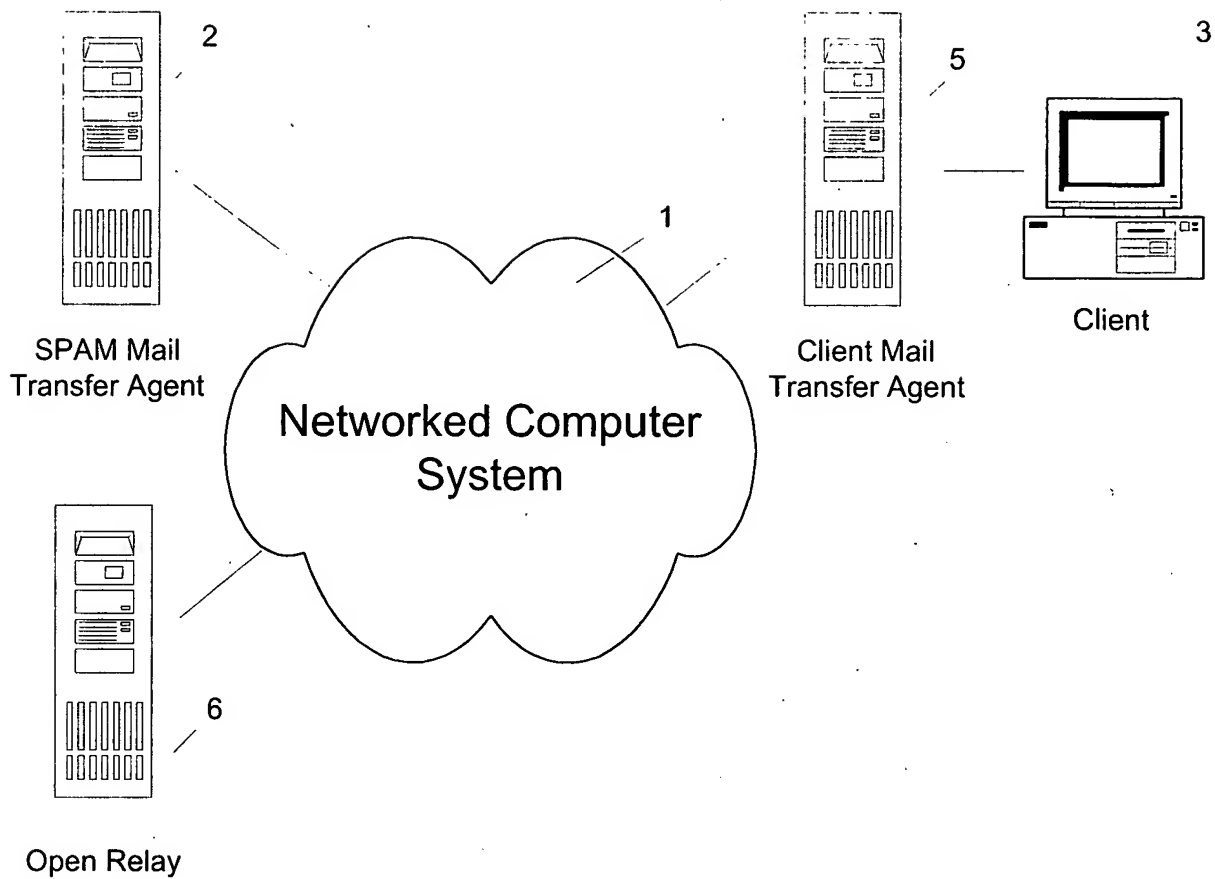 2
5
3
1
SPAM Mail
Transfer Agent
Client Mail
Transfer Agent
Client
Networked Computer
System
6
Open Relay